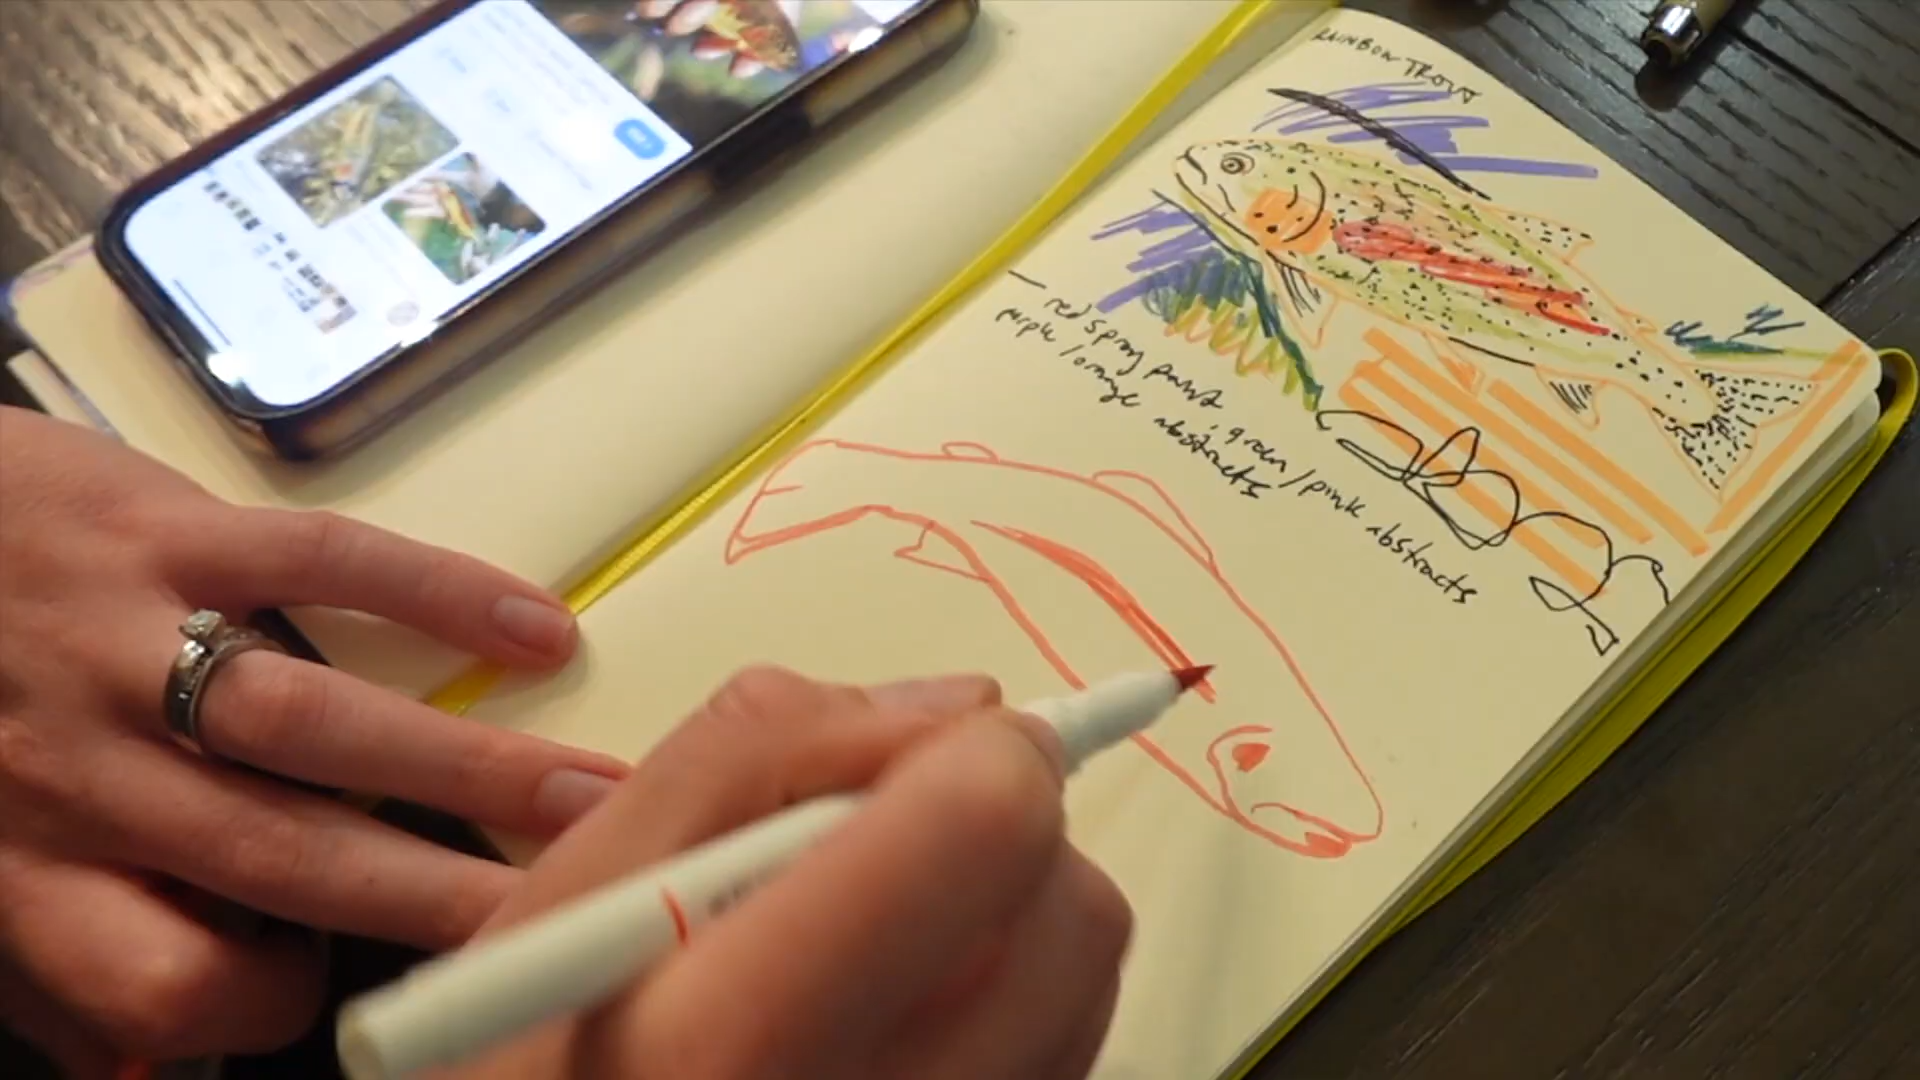 RAINBOW TROUT
— red spray paint, green/pink abstracts
purple/orange abstracts